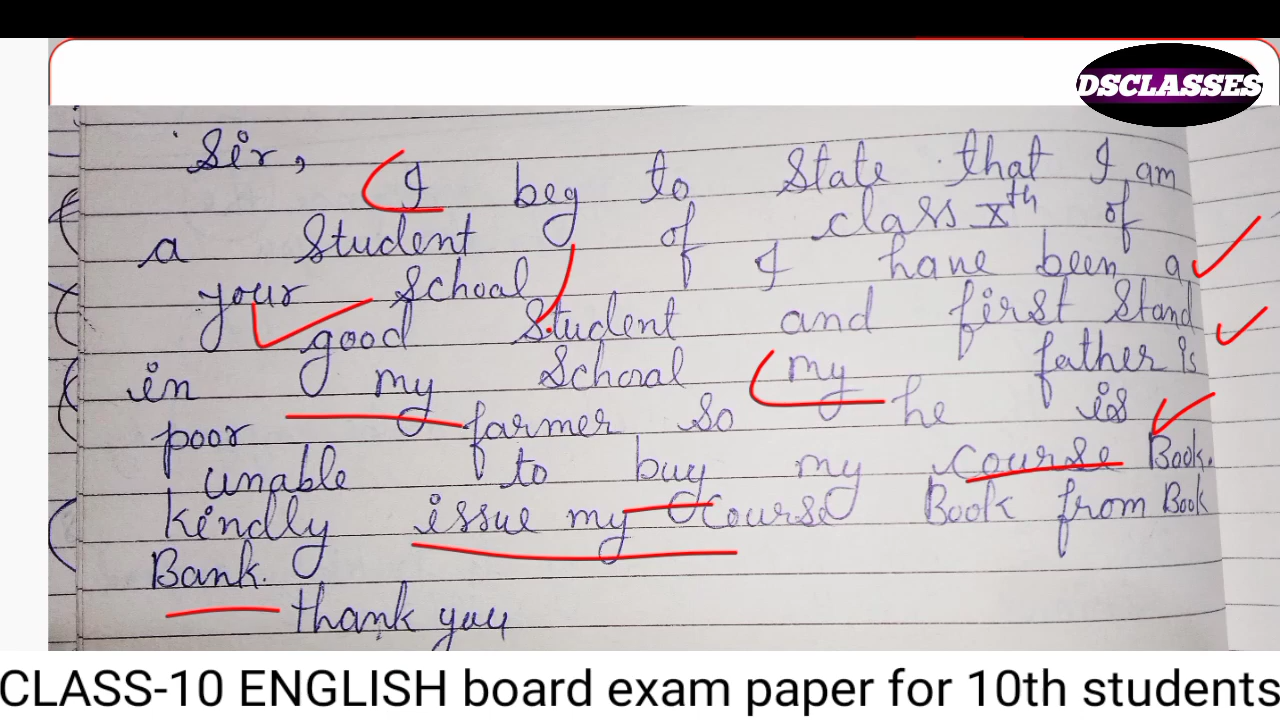 DSCLASSES
Sir,
I beg to State that I am
a Student of class Xth of
your School I have been a
good Student and first Stand
in my School my father is
poor farmer so he is
unable to buy my course Book.
kindly issue my course Book from Book
Bank.
thank you
CLASS-10 ENGLISH board exam paper for 10th students